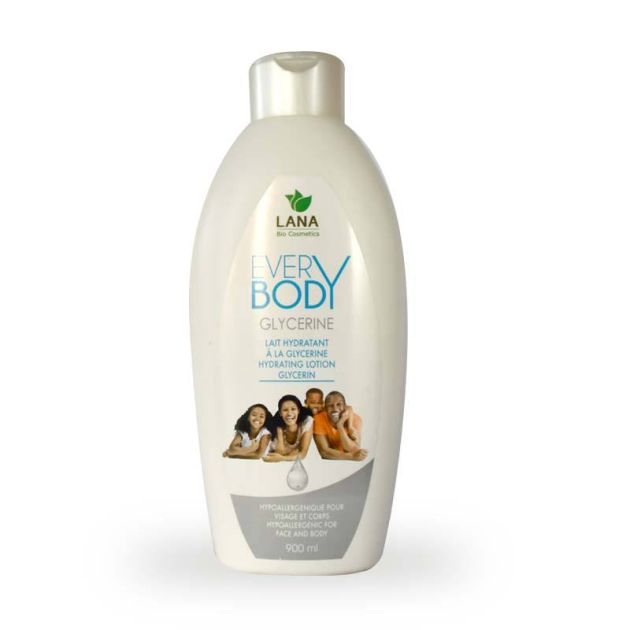 LANA
Bio Cosmetics
EVERY
BODY
GLYCERINE
LAIT HYDRATANT
À LA GLYCERINE
HYDRATING LOTION
GLYCERIN
HYPOALLERGENIQUE POUR
VISAGE ET CORPS
HYPOALLERGENIC FOR
FACE AND BODY
900 ml